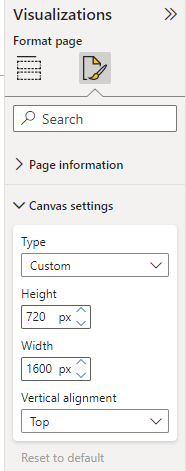 Visualizations
Format page
Search
Page information
Canvas settings
Type
Custom
Height
720 px
Width
1600 px
Vertical alignment
Top
Reset to default